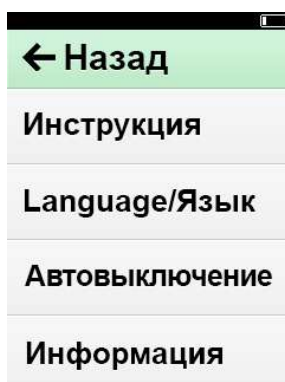 Назад
Инструкция
Language/Язык
Автовыключение
Информация